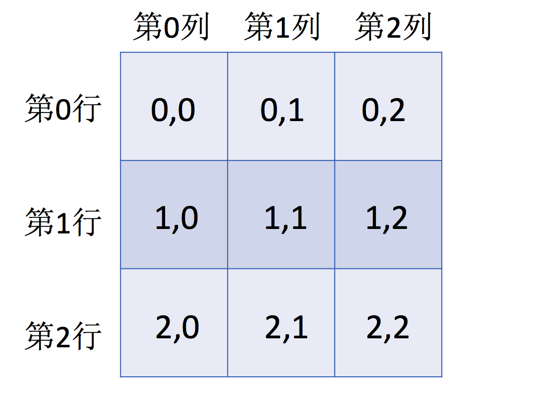 第0列 第1列 第2列
第0行 0,0 0,1 0,2
第1行 1,0 1,1 1,2
第2行 2,0 2,1 2,2